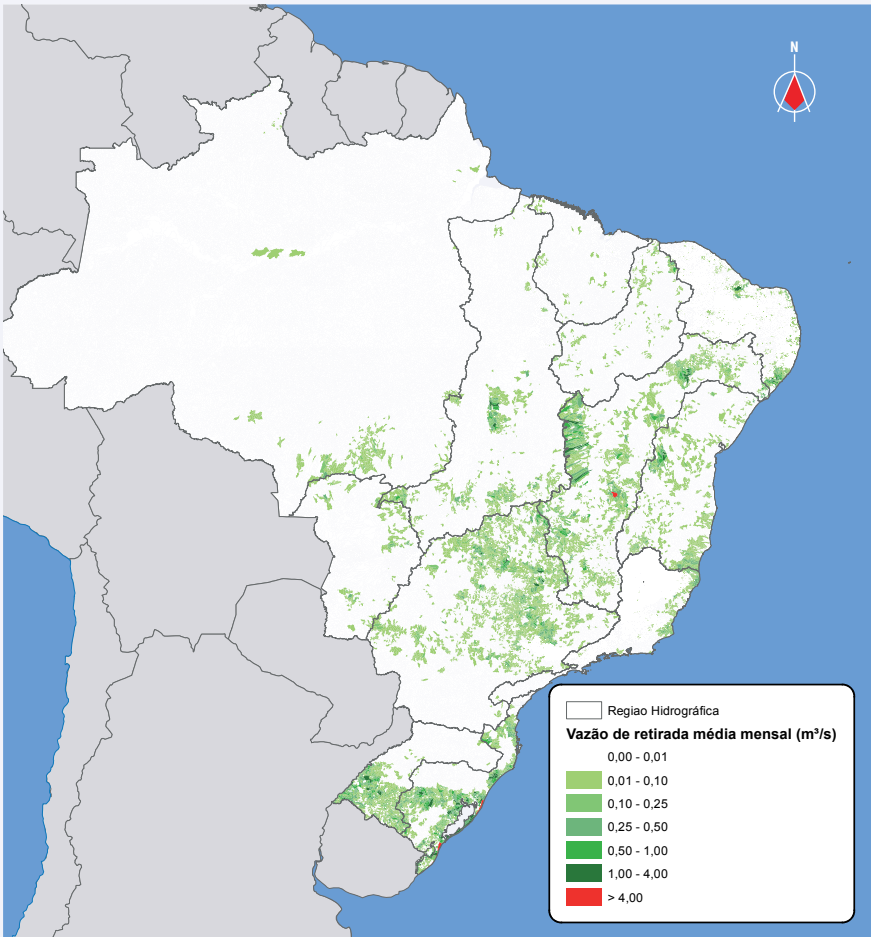 N
Regiao Hidrográfica
Vazão de retirada média mensal (m³/s)
0,00 - 0,01
0,01 - 0,10
0,10 - 0,25
0,25 - 0,50
0,50 - 1,00
1,00 - 4,00
> 4,00